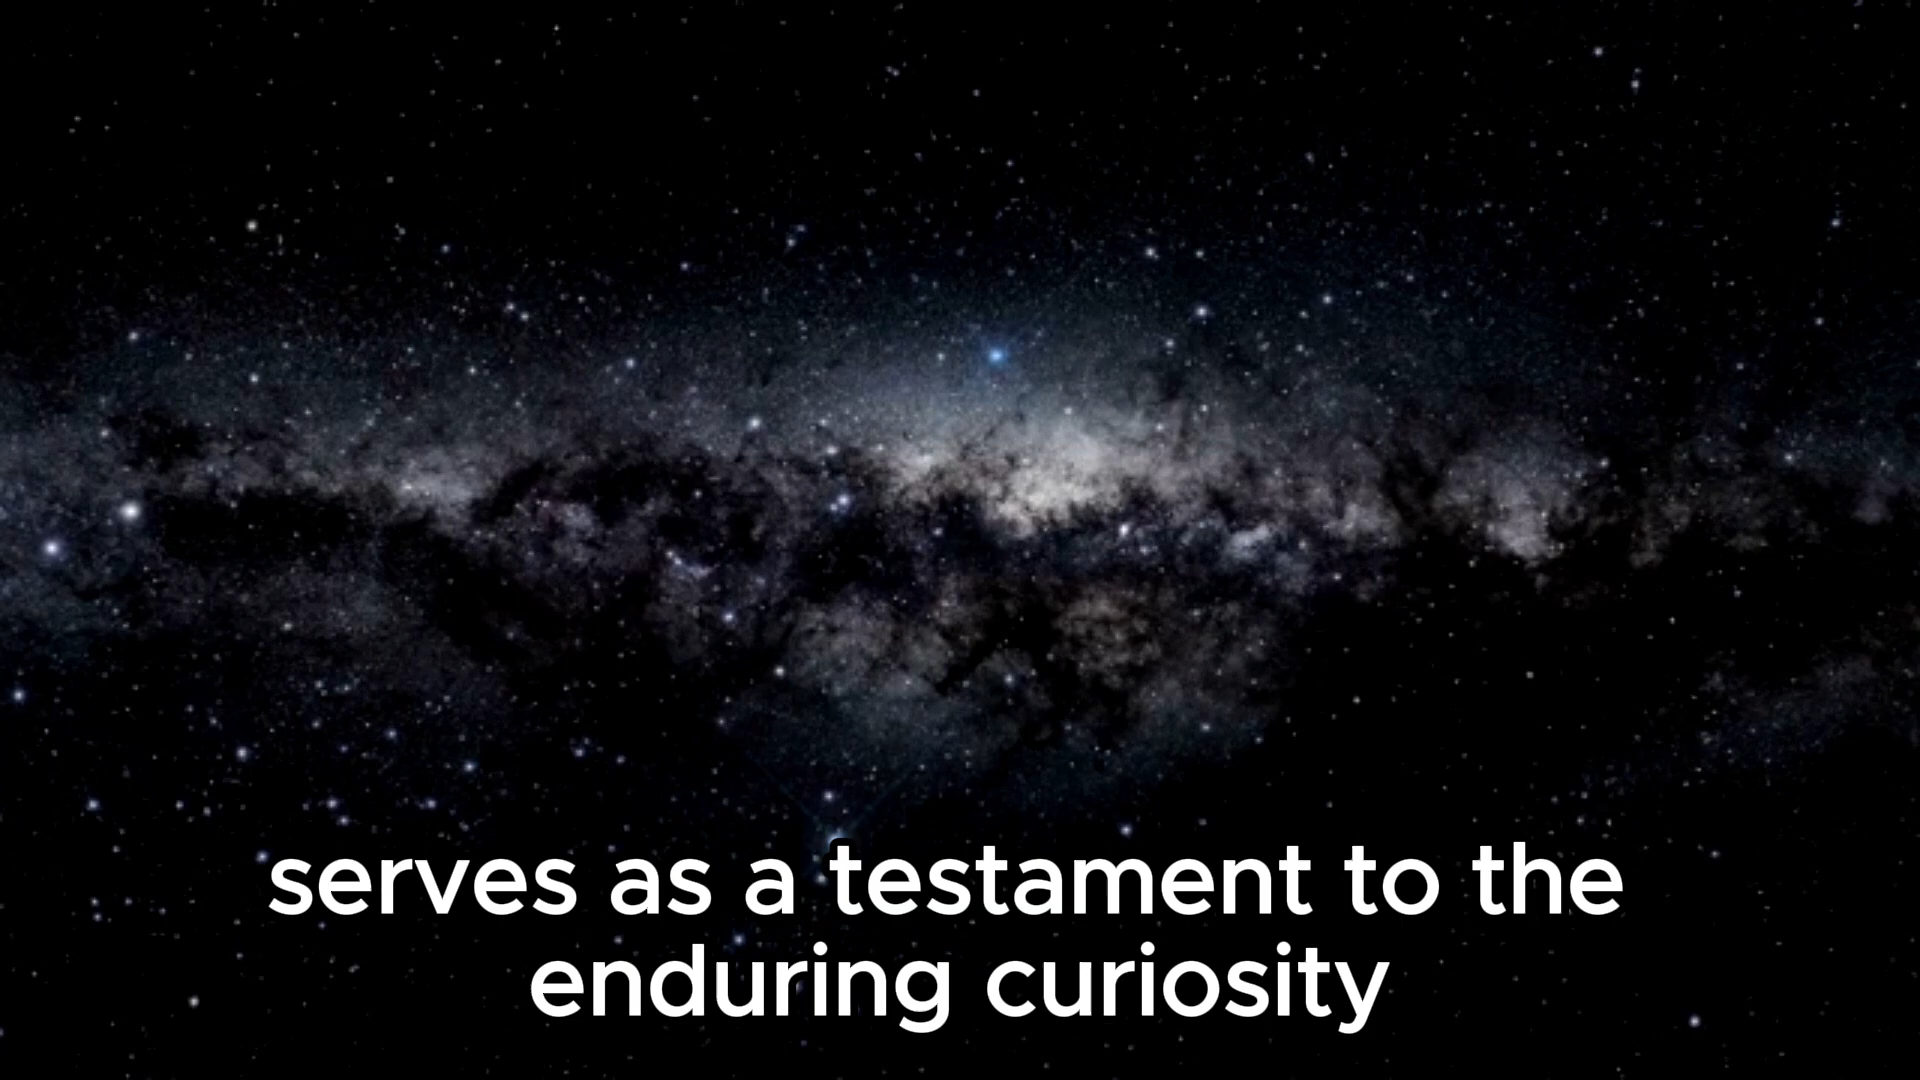 serves as a testament to the
enduring curiosity